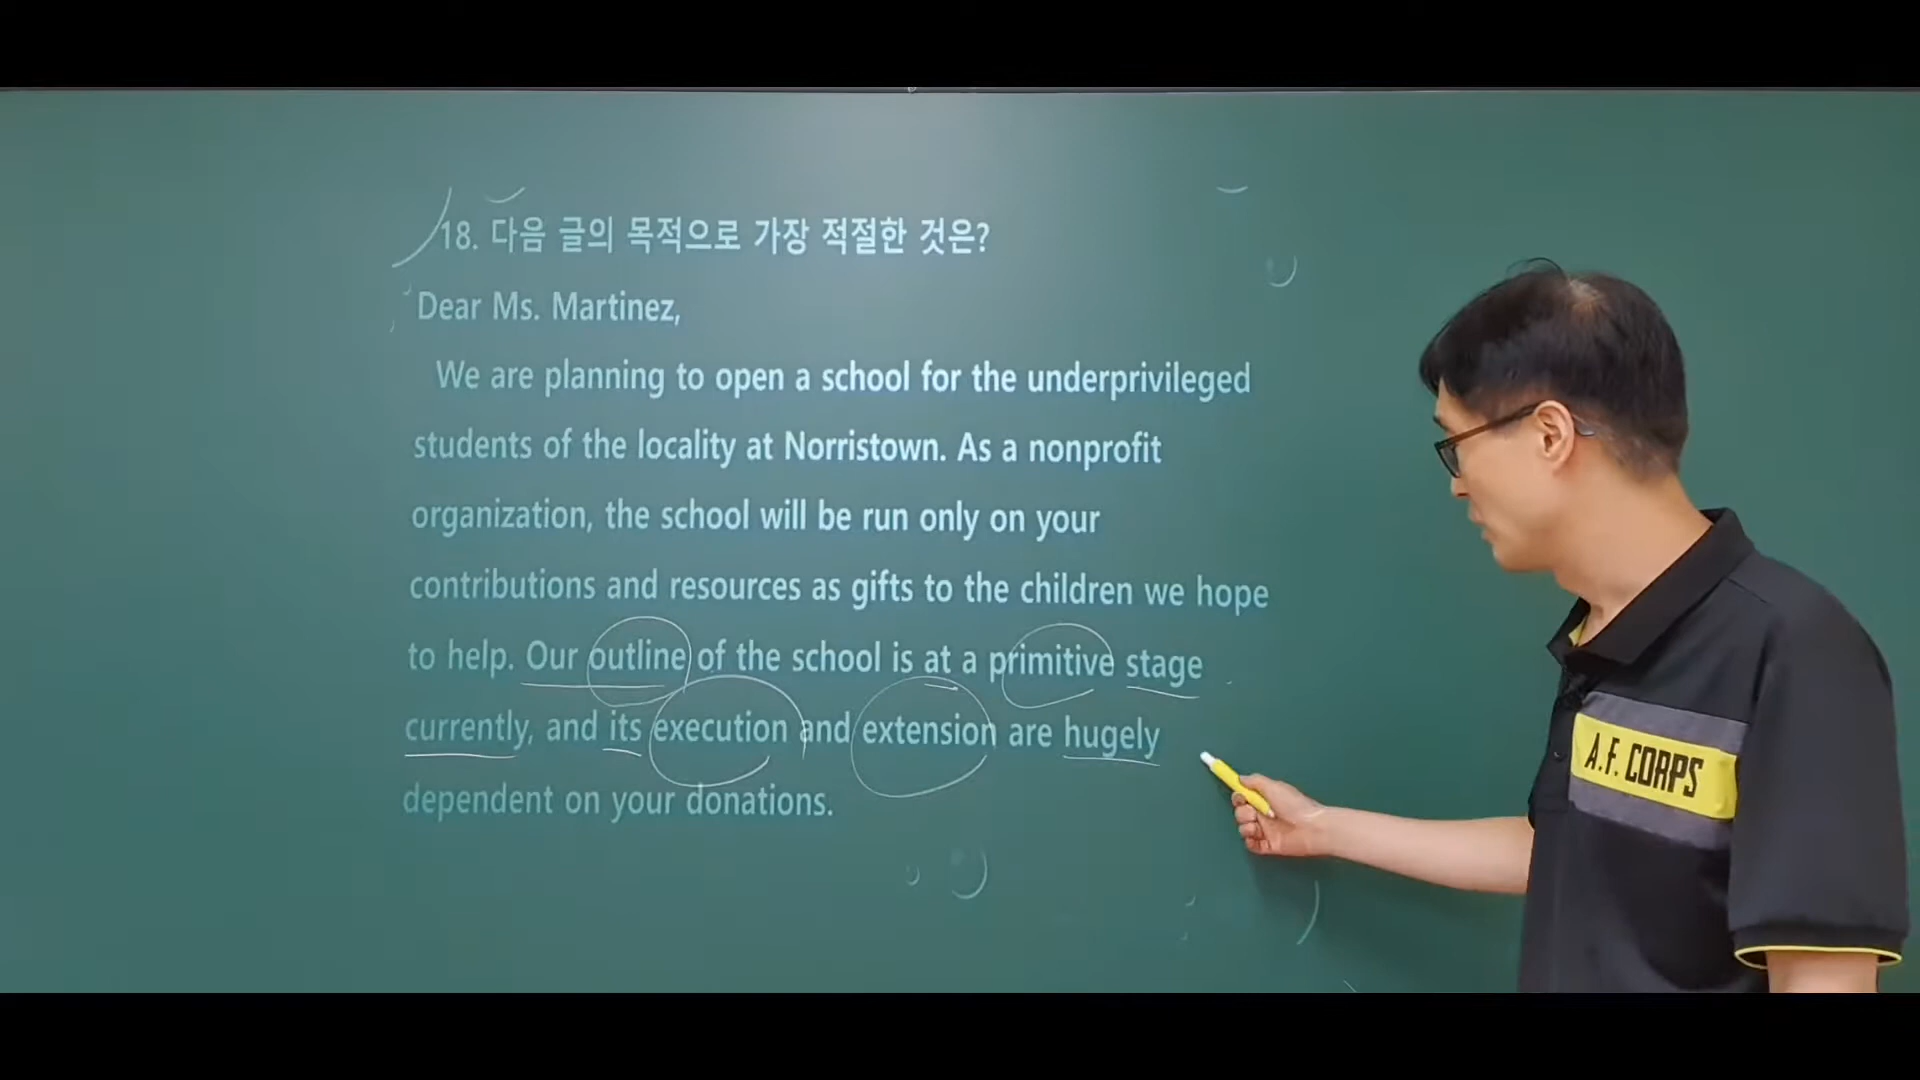 18. 다음 글의 목적으로 가장 적절한 것은?
Dear Ms. Martinez,
We are planning to open a school for the underprivileged
students of the locality at Norristown. As a nonprofit
organization, the school will be run only on your
contributions and resources as gifts to the children we hope
to help. Our outline of the school is at a primitive stage
currently, and its execution and extension are hugely
dependent on your donations.
A.F. CORPS